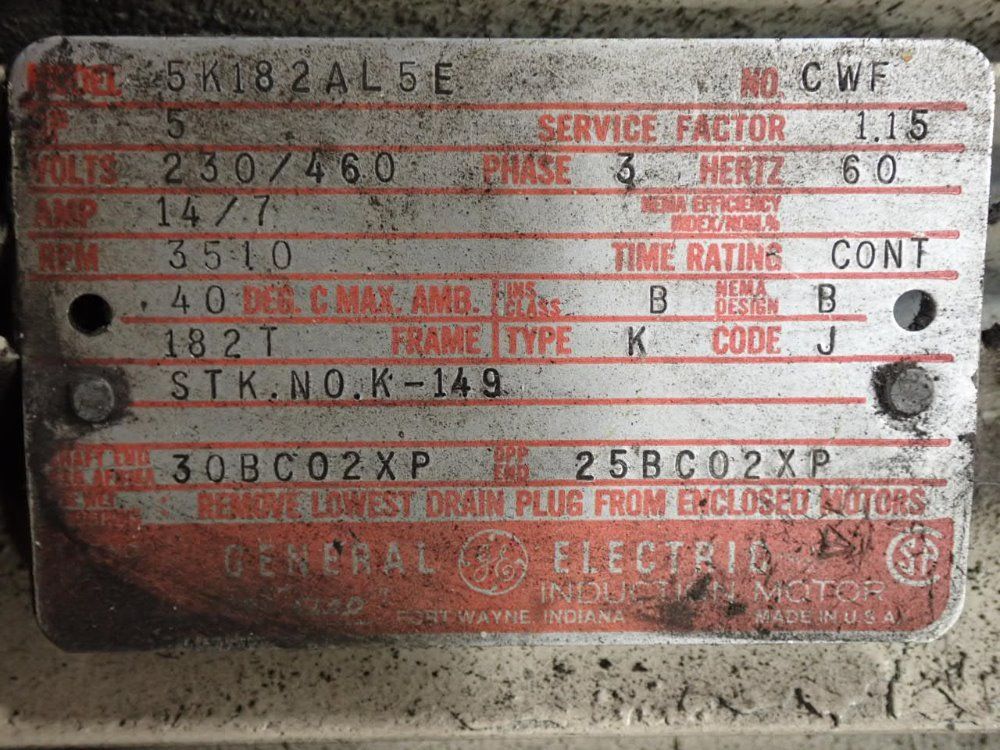 MODEL 5K182AL5E NO. CWF
HP 5 SERVICE FACTOR 1.15
VOLTS 230/460 PHASE 3 HERTZ 60
AMP 14/7 NEMA EFFICIENCY INDEX/NOM.%
RPM 3510 TIME RATING CONT
40 DEG. C MAX. AMB. INS. CLASS B NEMA DESIGN B
182T FRAME TYPE K CODE J
STK.NO.K-149
SHAFT END 30BC02XP OPP END 25BC02XP
REMOVE LOWEST DRAIN PLUG FROM ENCLOSED MOTORS
GENERAL GE ELECTRIC
INDUCTION MOTOR
FORT WAYNE, INDIANA MADE IN U.S.A.